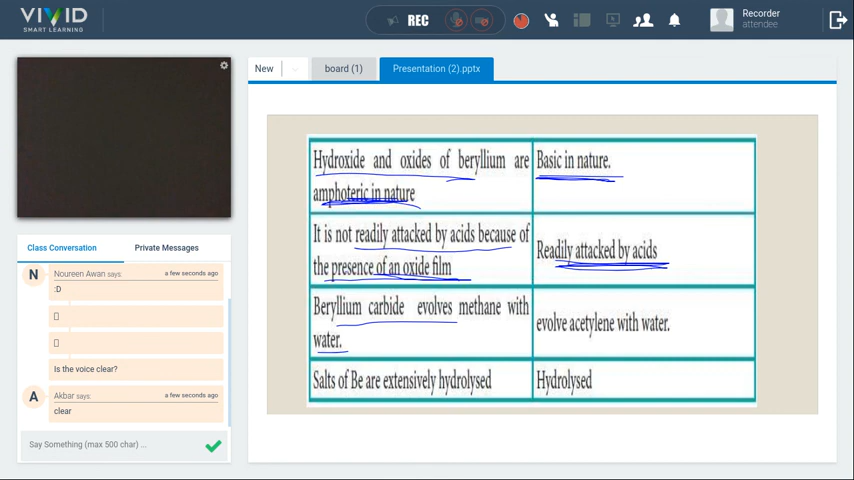 VIVID
SMART LEARNING
REC
Recorder
attendee
New
board (1)
Presentation (2).pptx
Class Conversation
Private Messages
N
Noureen Awan says:
a few seconds ago
:D
Is the voice clear?
A
Akbar says:
a few seconds ago
clear
Say Something (max 500 char) ...
Hydroxide and oxides of beryllium are
amphoteric in nature
Basic in nature.
It is not readily attacked by acids because of
the presence of an oxide film
Readily attacked by acids
Beryllium carbide evolves methane with
water.
evolve acetylene with water.
Salts of Be are extensively hydrolysed
Hydrolysed